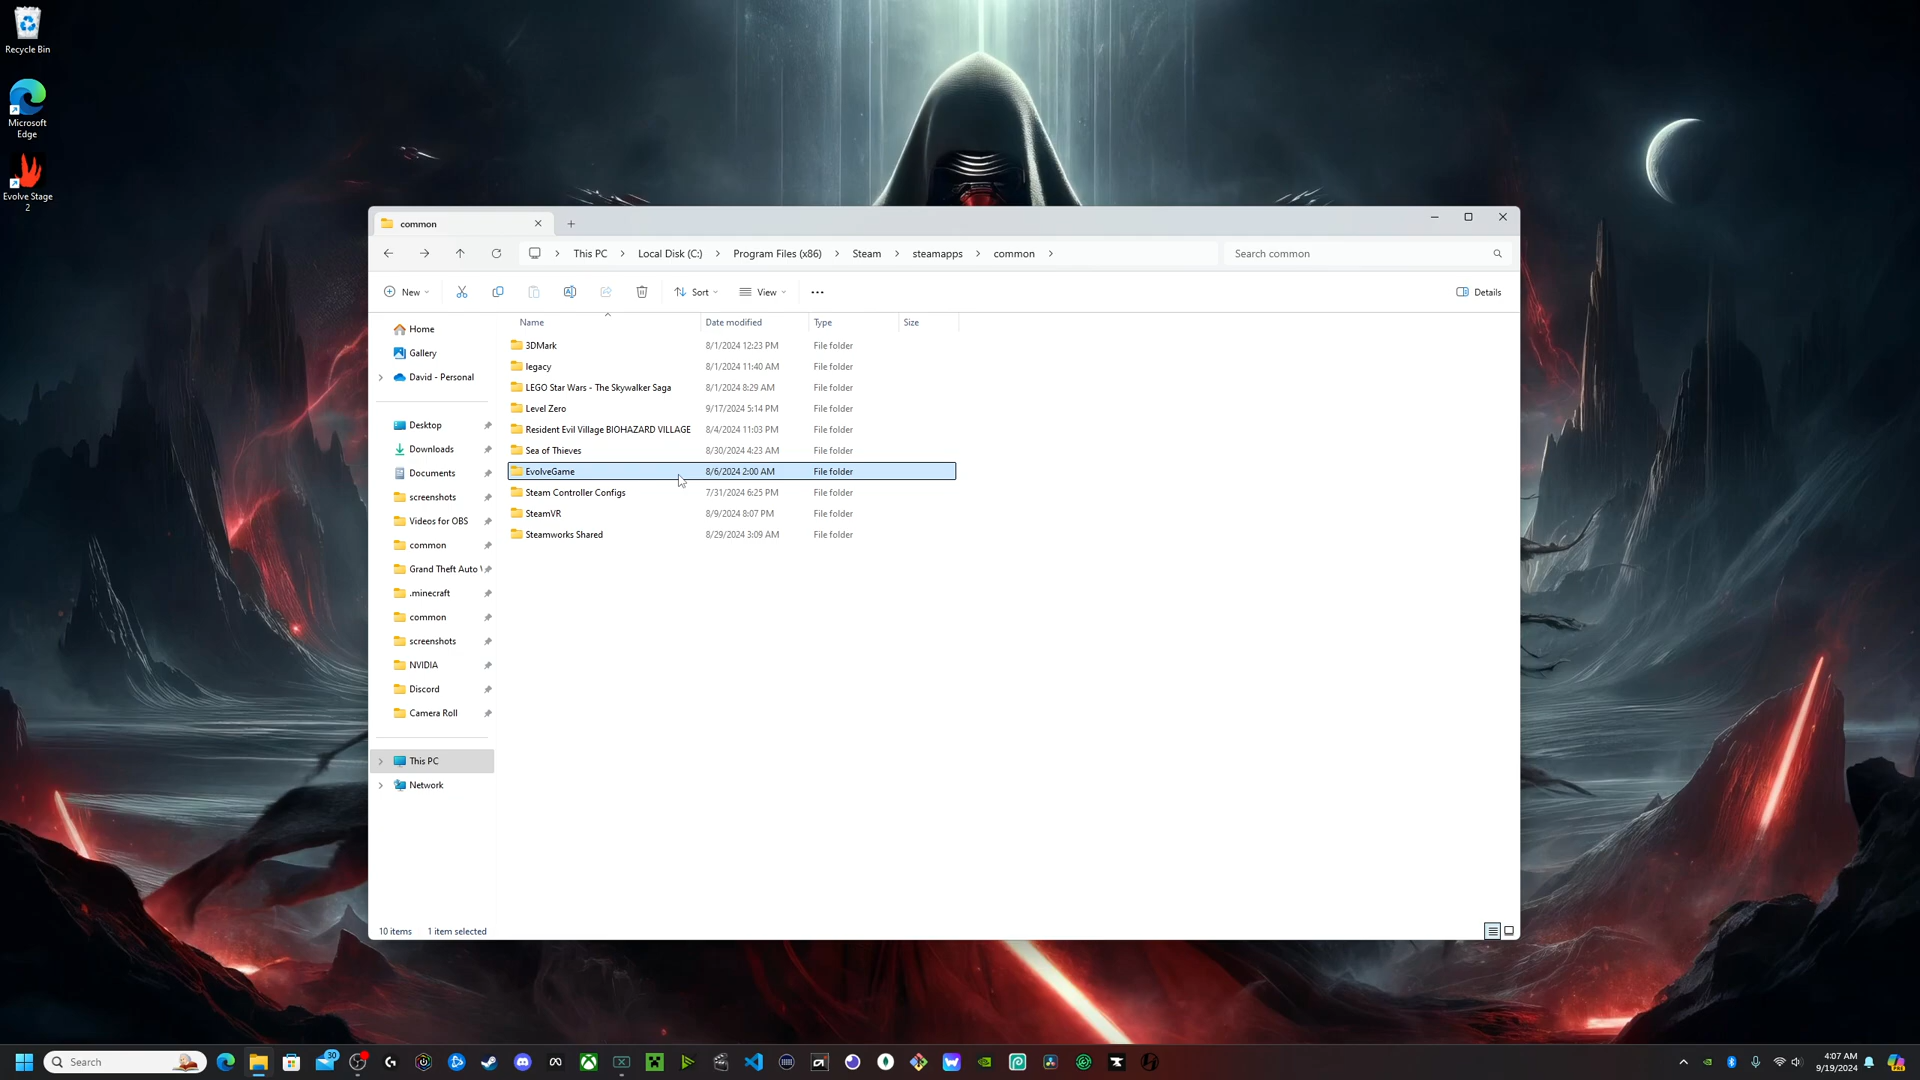 Recycle Bin
Microsoft
Edge
Evolve Stage
2
common
This PC
Local Disk (C:)
Program Files (x86)
Steam
steamapps
common
Search common
New
Sort
View
Details
Name
Date modified
Type
Size
3DMark 8/1/2024 12:23 PM File folder
legacy 8/1/2024 11:40 AM File folder
LEGO Star Wars - The Skywalker Saga 8/1/2024 8:29 AM File folder
Level Zero 9/17/2024 5:14 PM File folder
Resident Evil Village BIOHAZARD VILLAGE 8/4/2024 11:03 PM File folder
Sea of Thieves 8/30/2024 4:23 AM File folder
EvolveGame 8/6/2024 2:00 AM File folder
Steam Controller Configs 7/31/2024 6:25 PM File folder
SteamVR 8/9/2024 8:07 PM File folder
Steamworks Shared 8/29/2024 3:09 AM File folder
Home
Gallery
David - Personal
Desktop
Downloads
Documents
screenshots
Videos for OBS
common
Grand Theft Auto V
.minecraft
common
screenshots
NVIDIA
Discord
Camera Roll
This PC
Network
10 items 1 item selected
Search
30
4:07 AM
9/19/2024